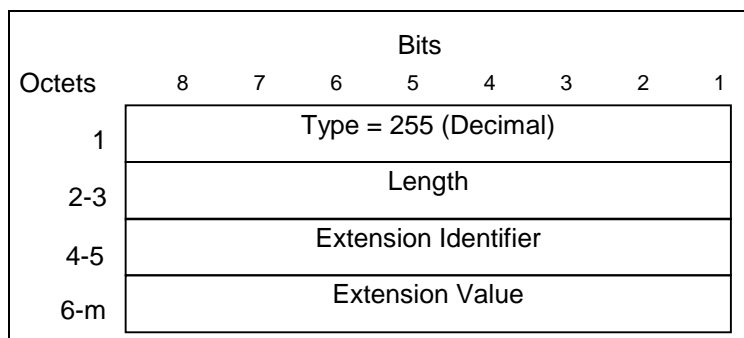 Bits
Octets 8 7 6 5 4 3 2 1
1 Type = 255 (Decimal)
2-3 Length
4-5 Extension Identifier
6-m Extension Value